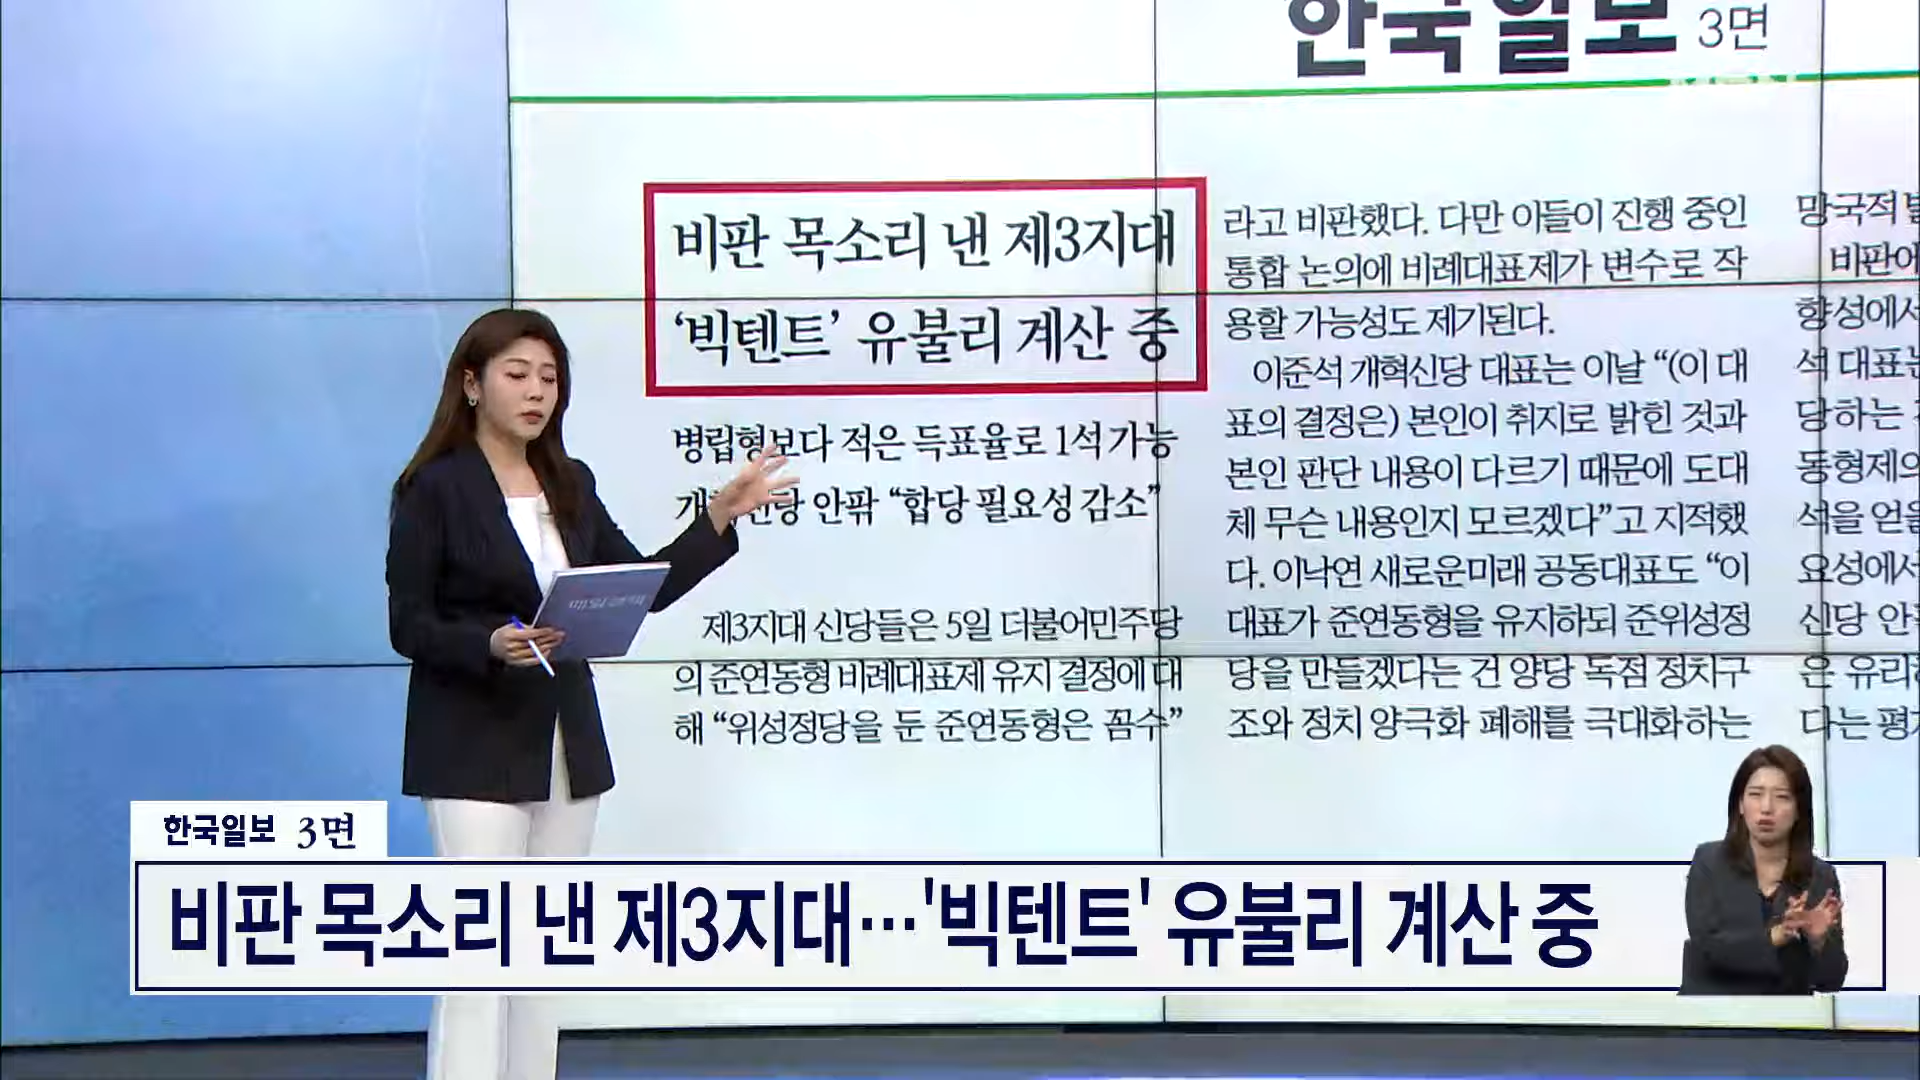 한국일보 3면
비판 목소리 낸 제3지대
‘빅텐트’ 유불리 계산 중
병립형보다 적은 득표율로 1석 가능
개혁신당 안팎 “합당 필요성 감소”
제3지대 신당들은 5일 더불어민주당
의 준연동형 비례대표제 유지 결정에 대
해 “위성정당을 둔 준연동형은 꼼수”
라고 비판했다. 다만 이들이 진행 중인
통합 논의에 비례대표제가 변수로 작
용할 가능성도 제기된다.
이준석 개혁신당 대표는 이날 “(이 대
표의 결정은) 본인이 취지로 밝힌 것과
본인 판단 내용이 다르기 때문에 도대
체 무슨 내용인지 모르겠다”고 지적했
다. 이낙연 새로운미래 공동대표도 “이
대표가 준연동형을 유지하되 준위성정
당을 만들겠다는 건 양당 독점 정치구
조와 정치 양극화 폐해를 극대화하는
망국적
비판에
향성에서
석 대표는
당하는
동형제의
석을 얻을
요성에서
신당 안
은 유리
다는 평가
한국일보 3면
비판 목소리 낸 제3지대…'빅텐트' 유불리 계산 중